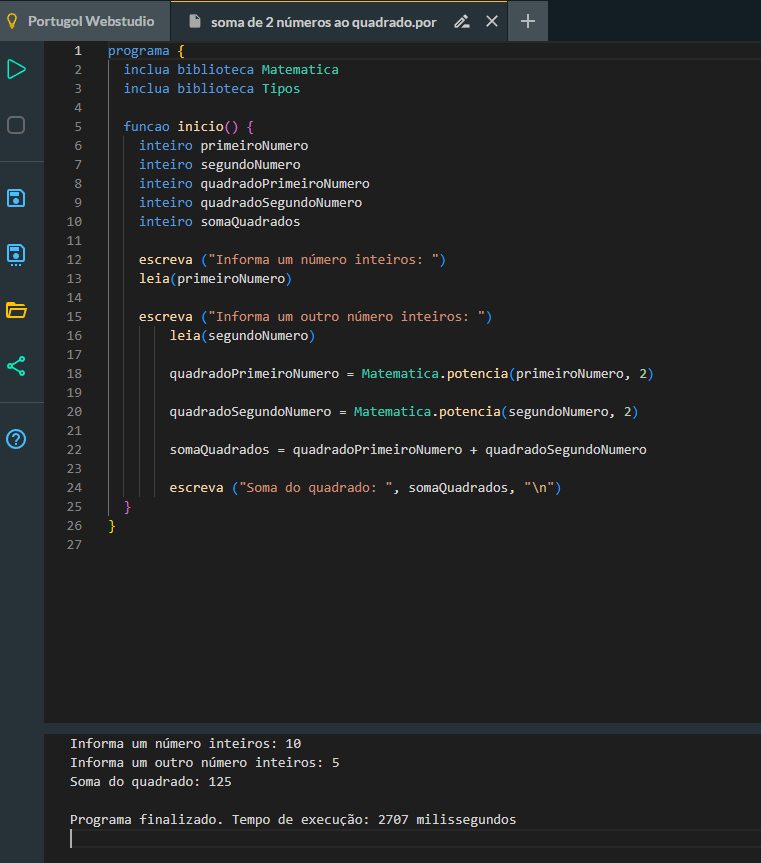 Portugol Webstudio
soma de 2 números ao quadrado.por
1 programa {
2 inclua biblioteca Matematica
3 inclua biblioteca Tipos
4
5 funcao inicio() {
6 inteiro primeiroNumero
7 inteiro segundoNumero
8 inteiro quadradoPrimeiroNumero
9 inteiro quadradoSegundoNumero
10 inteiro somaQuadrados
11
12 escreva ("Informa um número inteiros: ")
13 leia(primeiroNumero)
14
15 escreva ("Informa um outro número inteiros: ")
16 leia(segundoNumero)
17
18 quadradoPrimeiroNumero = Matematica.potencia(primeiroNumero, 2)
19
20 quadradoSegundoNumero = Matematica.potencia(segundoNumero, 2)
21
22 somaQuadrados = quadradoPrimeiroNumero + quadradoSegundoNumero
23
24 escreva ("Soma do quadrado: ", somaQuadrados, "\n")
25 }
26 }
27
Informa um número inteiros: 10
Informa um outro número inteiros: 5
Soma do quadrado: 125
Programa finalizado. Tempo de execução: 2707 milissegundos